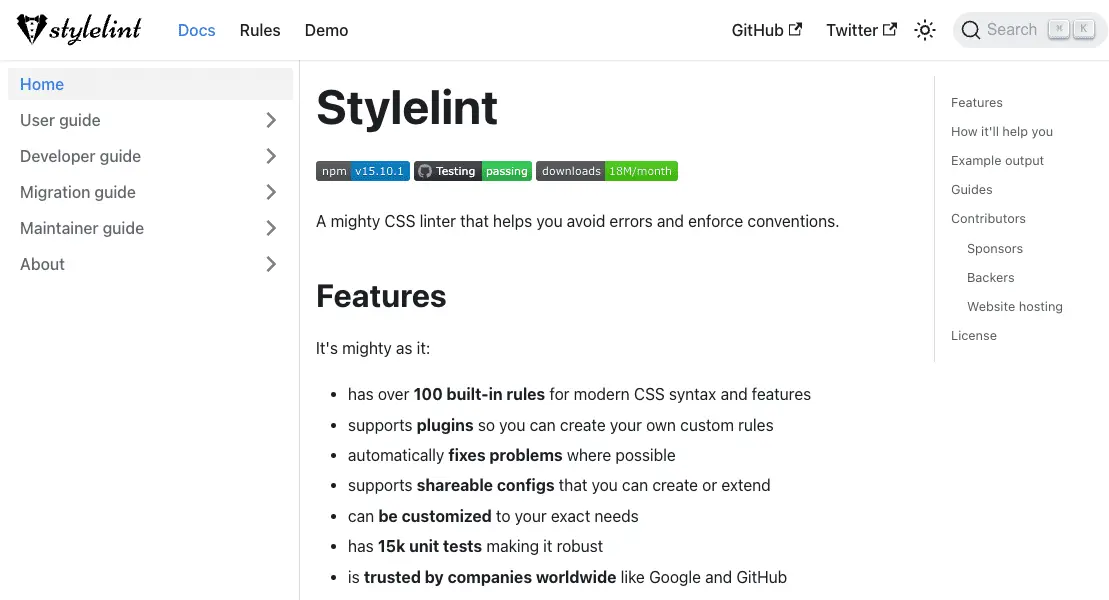 stylelint Docs Rules Demo GitHub Twitter Search ⌘ K
Home
User guide
Developer guide
Migration guide
Maintainer guide
About
Stylelint
npm v15.10.1 Testing passing downloads 18M/month
A mighty CSS linter that helps you avoid errors and enforce conventions.
Features
It's mighty as it:
has over 100 built-in rules for modern CSS syntax and features
supports plugins so you can create your own custom rules
automatically fixes problems where possible
supports shareable configs that you can create or extend
can be customized to your exact needs
has 15k unit tests making it robust
is trusted by companies worldwide like Google and GitHub
Features
How it'll help you
Example output
Guides
Contributors
Sponsors
Backers
Website hosting
License